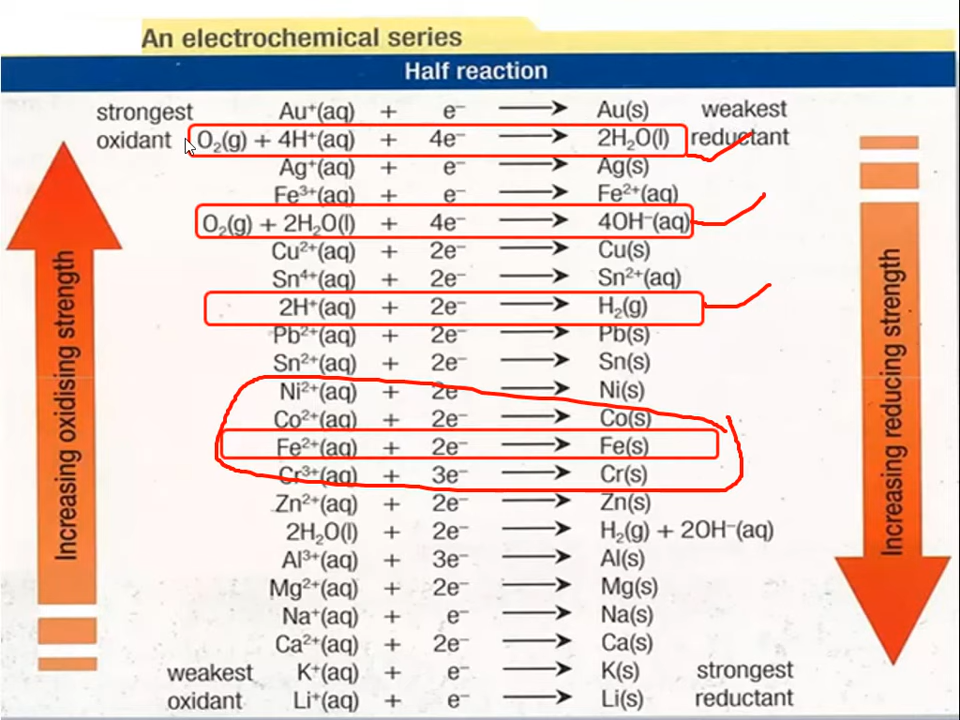 An electrochemical series
Half reaction
strongest oxidant
Au⁺(aq) + e⁻ ⟶ Au(s)
weakest reductant
O₂(g) + 4H⁺(aq) + 4e⁻ ⟶ 2H₂O(l)
Ag⁺(aq) + e⁻ ⟶ Ag(s)
Fe³⁺(aq) + e⁻ ⟶ Fe²⁺(aq)
O₂(g) + 2H₂O(l) + 4e⁻ ⟶ 4OH⁻(aq)
Cu²⁺(aq) + 2e⁻ ⟶ Cu(s)
Sn⁴⁺(aq) + 2e⁻ ⟶ Sn²⁺(aq)
2H⁺(aq) + 2e⁻ ⟶ H₂(g)
Pb²⁺(aq) + 2e⁻ ⟶ Pb(s)
Sn²⁺(aq) + 2e⁻ ⟶ Sn(s)
Ni²⁺(aq) + 2e⁻ ⟶ Ni(s)
Co²⁺(aq) + 2e⁻ ⟶ Co(s)
Fe²⁺(aq) + 2e⁻ ⟶ Fe(s)
Cr³⁺(aq) + 3e⁻ ⟶ Cr(s)
Zn²⁺(aq) + 2e⁻ ⟶ Zn(s)
2H₂O(l) + 2e⁻ ⟶ H₂(g) + 2OH⁻(aq)
Al³⁺(aq) + 3e⁻ ⟶ Al(s)
Mg²⁺(aq) + 2e⁻ ⟶ Mg(s)
Na⁺(aq) + e⁻ ⟶ Na(s)
Ca²⁺(aq) + 2e⁻ ⟶ Ca(s)
weakest K⁺(aq) + e⁻ ⟶ K(s) strongest
oxidant Li⁺(aq) + e⁻ ⟶ Li(s) reductant
Increasing oxidising strength
Increasing reducing strength